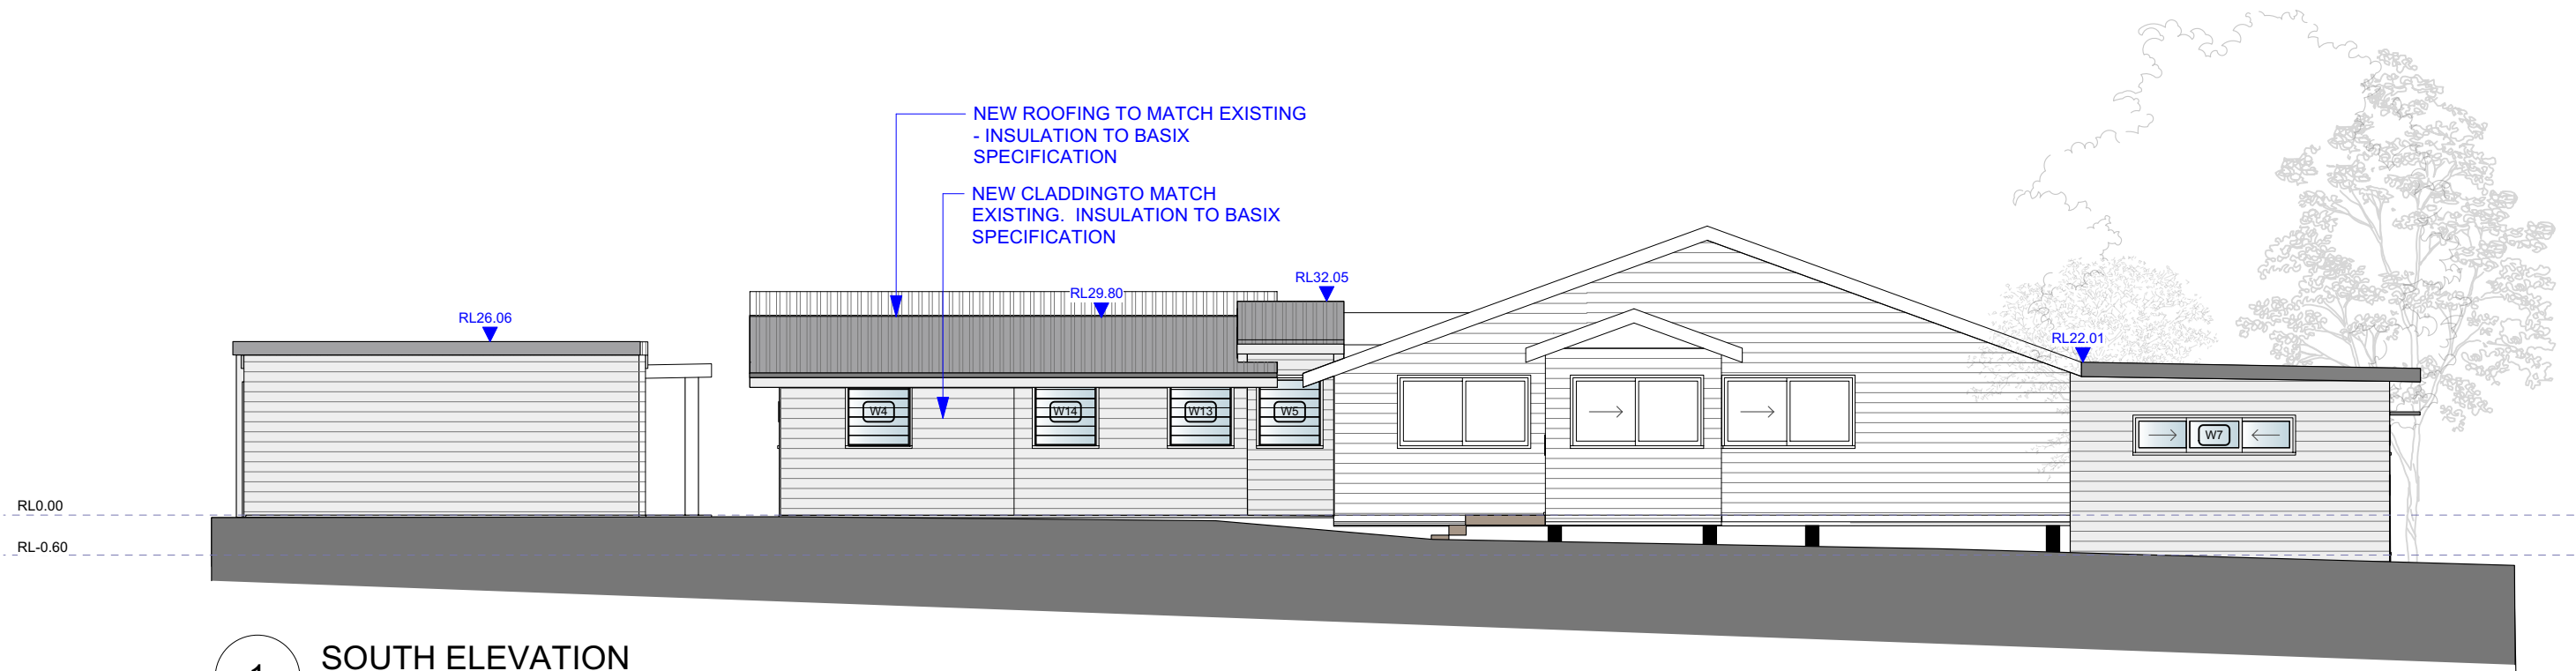 NEW ROOFING TO MATCH EXISTING
- INSULATION TO BASIX
SPECIFICATION
NEW CLADDINGTO MATCH
EXISTING.  INSULATION TO BASIX
SPECIFICATION
RL26.06
RL29.80
RL32.05
RL22.01
W4
W14
W13
W5
W7
RL0.00
RL-0.60
1
SOUTH ELEVATION